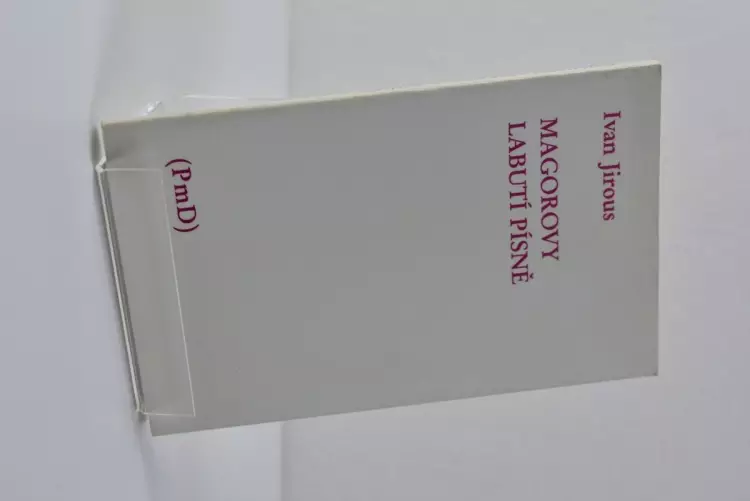 Ivan Jirous
MAGOROVY
LABUTÍ PÍSNĚ
(PmD)